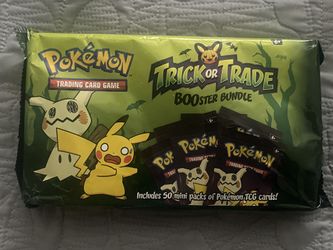 POKÉMON
TRADING CARD GAME
TRICK OR TRADE
BOOSTER BUNDLE
POKÉMON
POKÉMON
POKÉMON
Includes 50 mini packs of Pokémon TCG cards!